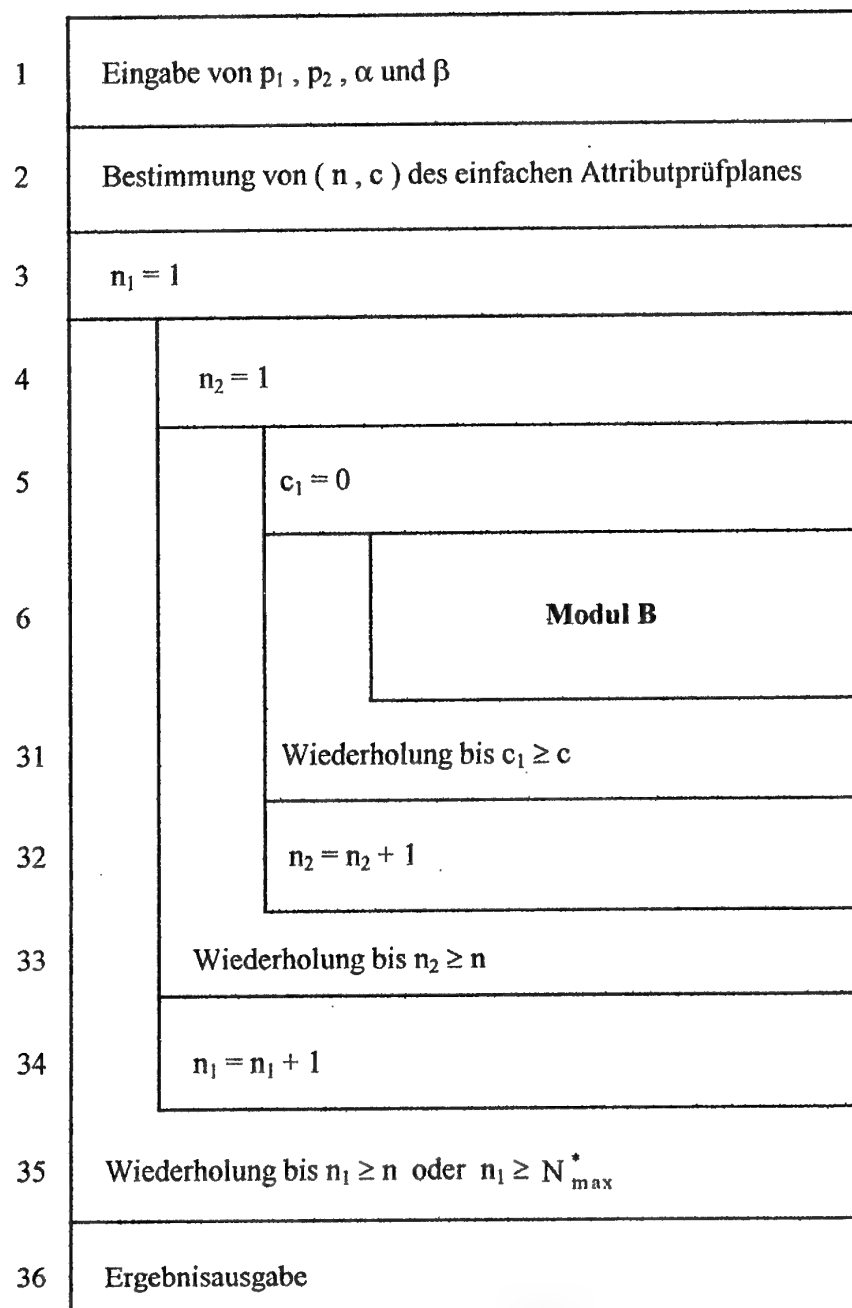 1 Eingabe von p₁ , p₂ , α und β
2 Bestimmung von ( n , c ) des einfachen Attributprüfplanes
3 n₁ = 1
4 n₂ = 1
5 c₁ = 0
6 Modul B
31 Wiederholung bis c₁ ≥ c
32 n₂ = n₂ + 1
33 Wiederholung bis n₂ ≥ n
34 n₁ = n₁ + 1
35 Wiederholung bis n₁ ≥ n oder n₁ ≥ N*max
36 Ergebnisausgabe